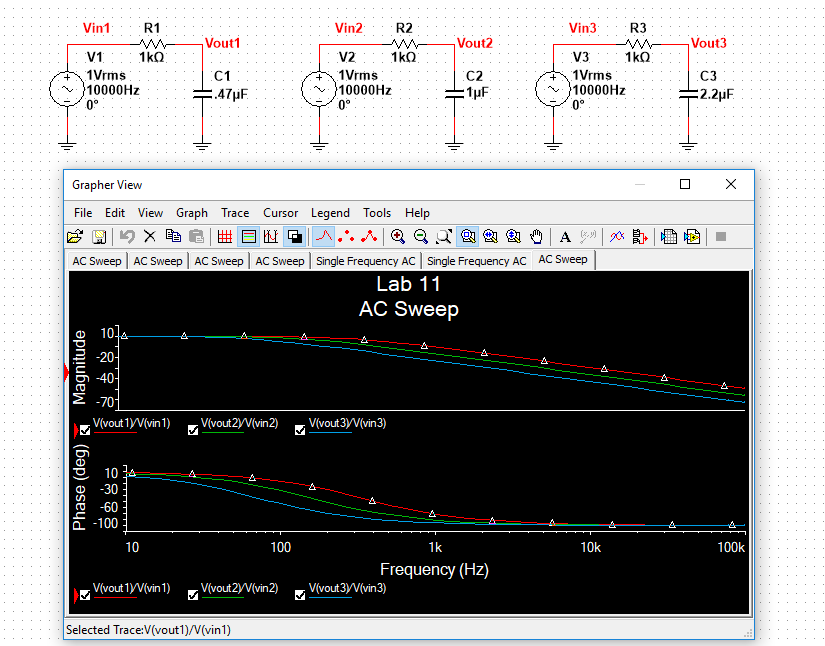 Vin1 R1 Vout1 Vin2 R2 Vout2 Vin3 R3 Vout3
V1 1kΩ V2 1kΩ V3 1kΩ
1Vrms C1 1Vrms C2 1Vrms C3
10000Hz .47µF 10000Hz 1µF 10000Hz 2.2µF
0° 0° 0°
Grapher View
File Edit View Graph Trace Cursor Legend Tools Help
AC Sweep AC Sweep AC Sweep AC Sweep Single Frequency AC Single Frequency AC AC Sweep
Lab 11
AC Sweep
Magnitude
10
-20
-40
-70
V(vout1)/V(vin1) V(vout2)/V(vin2) V(vout3)/V(vin3)
Phase (deg)
10
-30
-60
-100
10 100 1k 10k 100k
Frequency (Hz)
V(vout1)/V(vin1) V(vout2)/V(vin2) V(vout3)/V(vin3)
Selected Trace:V(vout1)/V(vin1)